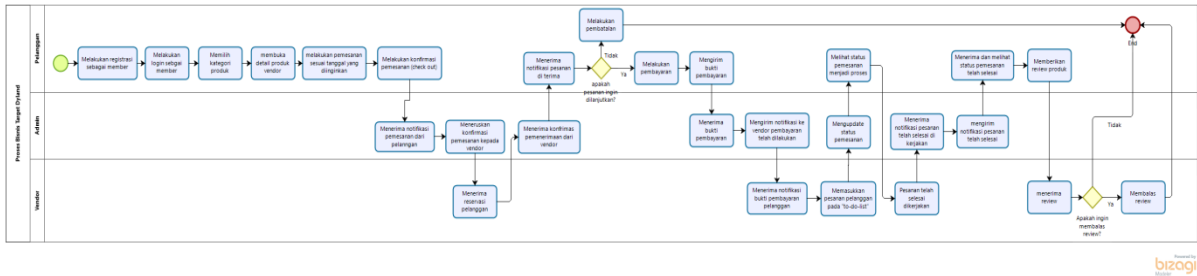 Proses Bisnis Target Dyland
Pelanggan
Melakukan registrasi
sebagai member
Melakukan
login sebgai
member
Memilih
kategori
produk
membuka
detail produk
vendor
melakukan pemesanan
sesuai tanggal yang
diinginkan
Melakukan konfirmasi
pemesanan (check out)
Menerima
notifikasi pesanan
di terima
Melakukan
pembatalan
Tidak
apakah
pesanan ingin
dilanjutkan?
Ya
Melakukan
pembayaran
Mengirim
bukti
pembayaran
Melihat status
pemesanan
menjadi proses
Menerima dan melihat
status pemesanan
telah selesai
Memberikan
review produk
End
Admin
Menerima notifikasi
pemesanan dari
pelanggan
Meneruskan
konfirmasi
pemesanan kepada
vendor
Menerima konfirmas
pemenerimaan dari
vendor
Menerima
bukti
pembayaran
Mengirim notifikasi ke
vendor pembayaran
telah dilakukan
Mengupdate
status
pemesanan
Menerima
notifikasi pesanan
telah selesai di
kerjakan
mengirim
notifikasi pesanan
telah selesai
Tidak
Vendor
Menerima
reservasi
pelanggan
Menerima notifikasi
bukti pembayaran
pelanggan
Memasukkan
pesanan pelanggan
pada "to-do-list"
Pesanan telah
selesai
dikerjakan
menerima
review
Apakah ingin
membalas
review?
Ya
Membalas
review
Powered by
bizagi
Modeler